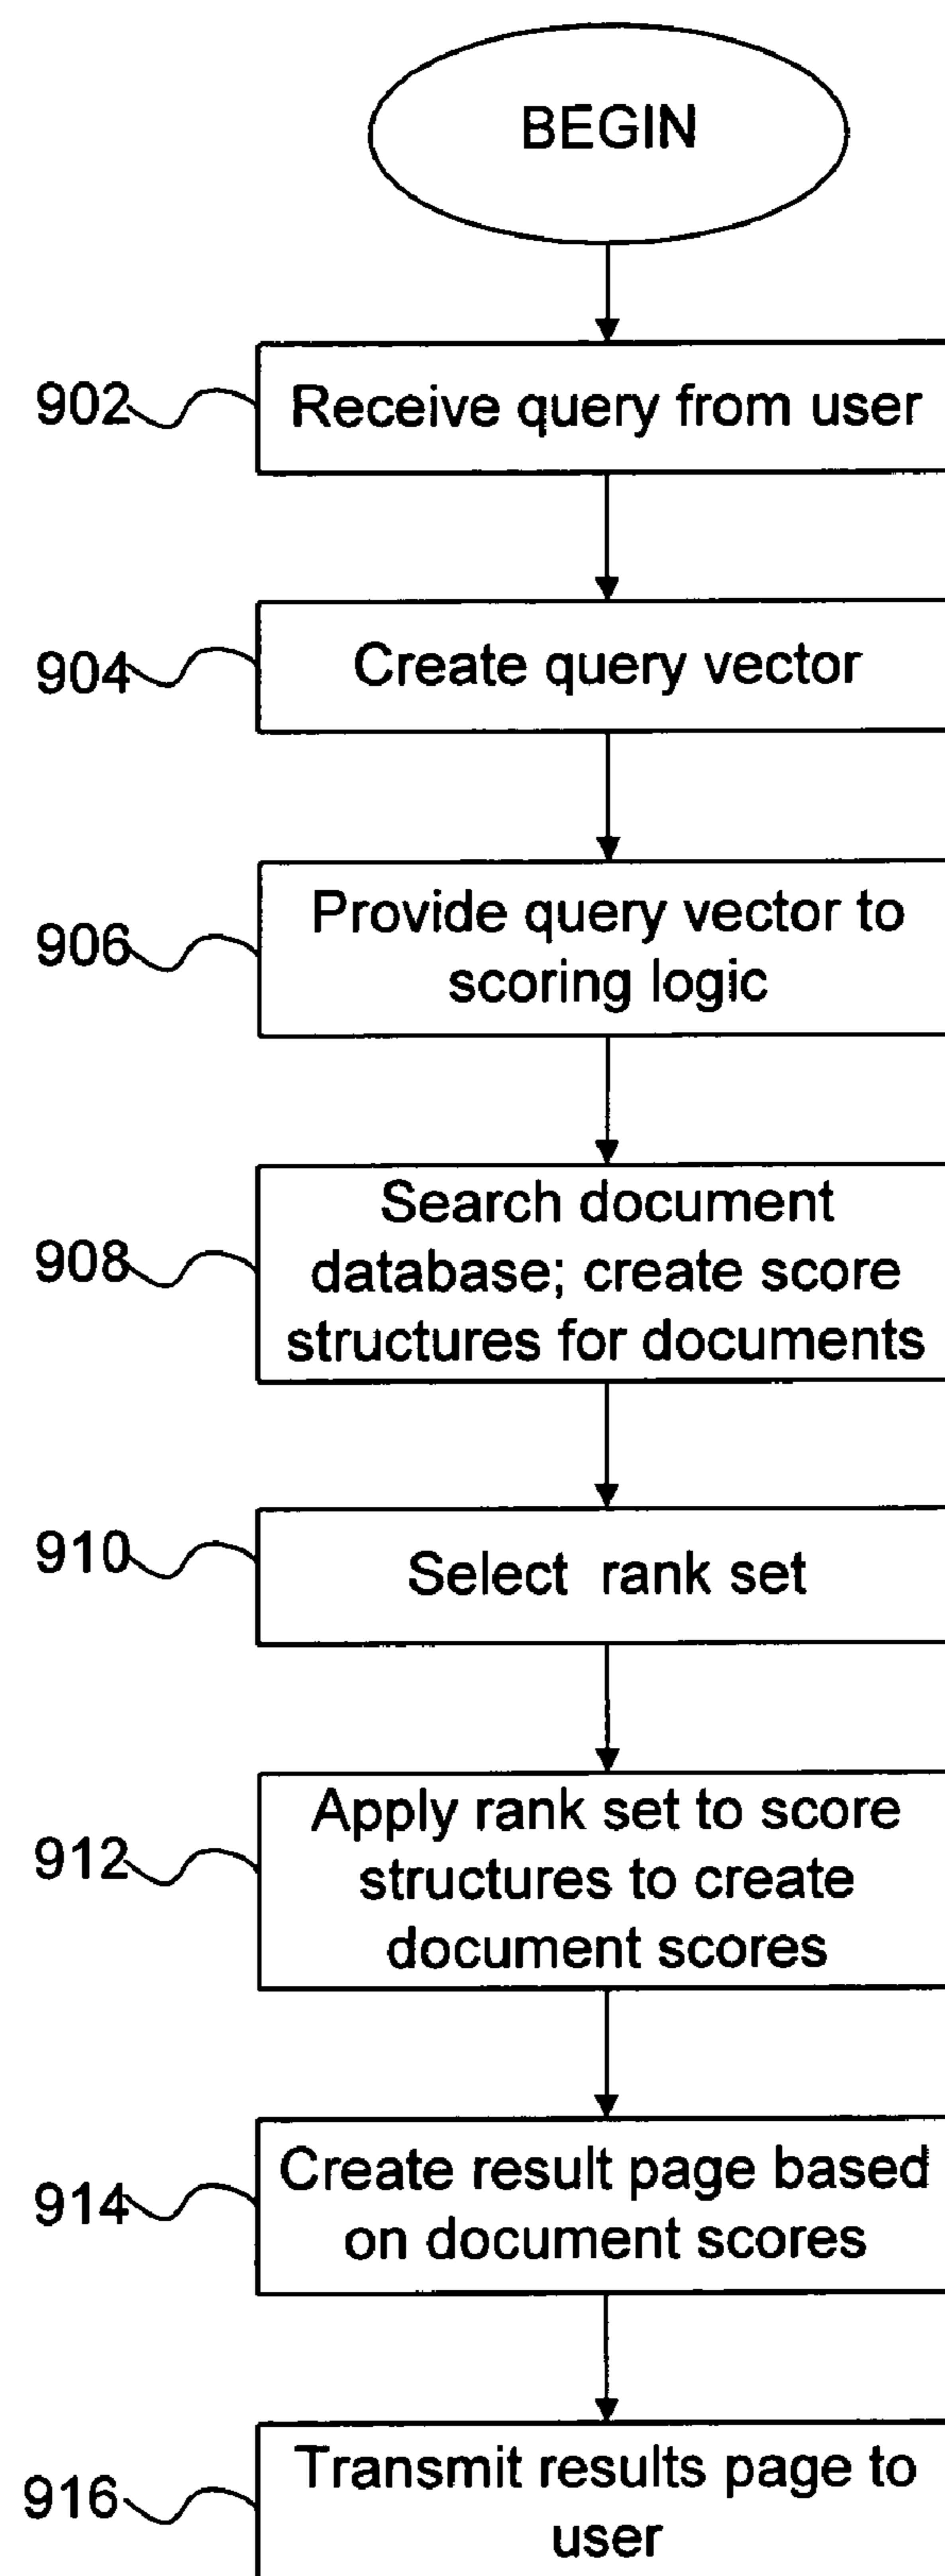 BEGIN
902
Receive query from user
904
Create query vector
906
Provide query vector to
scoring logic
908
Search document
database; create score
structures for documents
910
Select rank set
912
Apply rank set to score
structures to create
document scores
914
Create result page based
on document scores
916
Transmit results page to
user